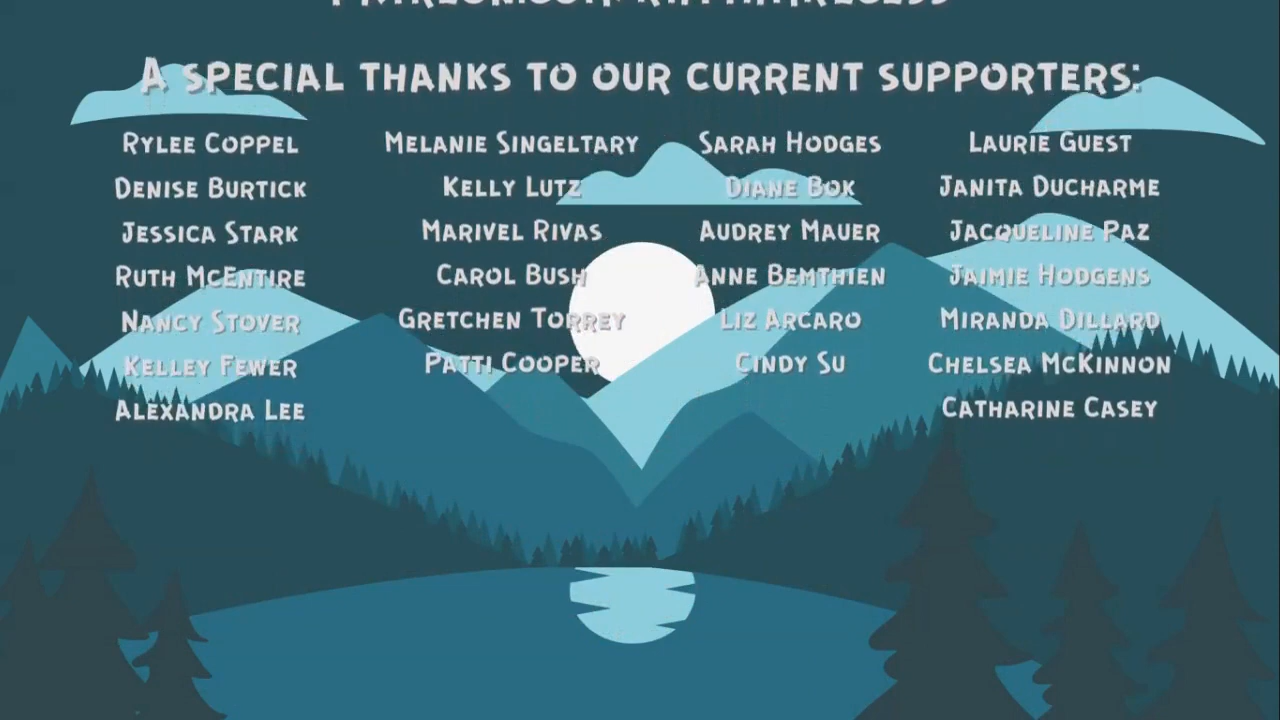 A special thanks to our current supporters:
Rylee Coppel Melanie Singeltary Sarah Hodges Laurie Guest
Denise Burtick Kelly Lutz Diane Bok Janita Ducharme
Jessica Stark Marivel Rivas Audrey Mauer Jacqueline Paz
Ruth McEntire Carol Bush Anne Bemthien Jaimie Hodgens
Nancy Stover Gretchen Torrey Liz Arcaro Miranda Dillard
Kelley Fewer Patti Cooper Cindy Su Chelsea McKinnon
Alexandra Lee Catharine Casey